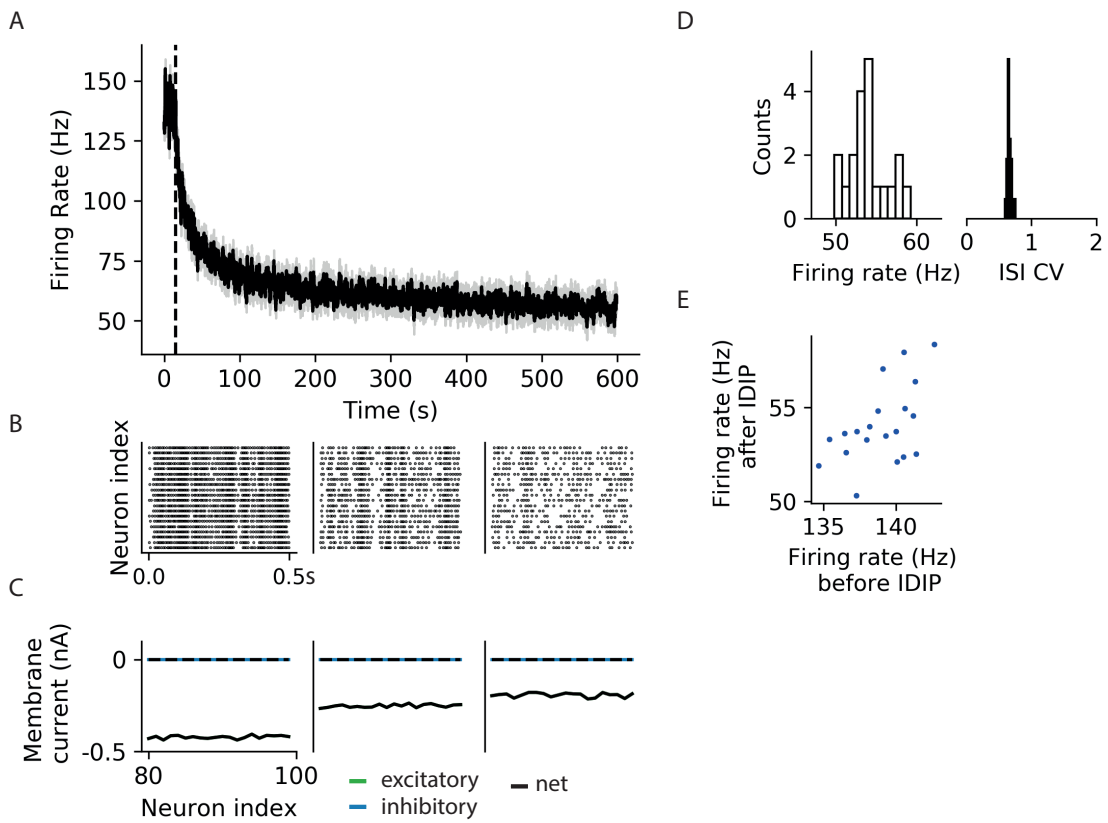 A
150
125
100
75
50
Firing Rate (Hz)
0 100 200 300 400 500 600
Time (s)
B
Neuron index
0.0 0.5s
C
Membrane
current (nA)
0
-0.5
80 100
Neuron index
excitatory
inhibitory
net
D
Counts
4
2
0
50 60
Firing rate (Hz)
0 1 2
ISI CV
E
Firing rate (Hz)
after IDIP
55
50
135 140
Firing rate (Hz)
before IDIP